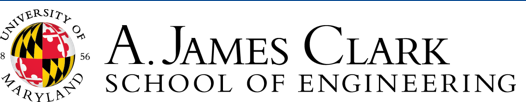 UNIVERSITY OF
18 56
MARYLAND
A. JAMES CLARK
SCHOOL OF ENGINEERING